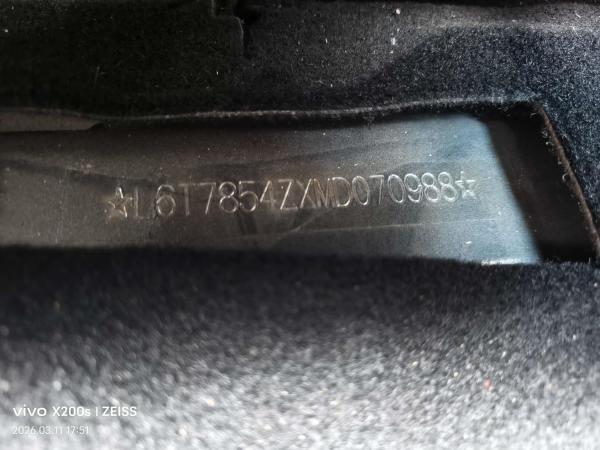 ☆L6T7854ZXMD070988☆
vivo X200s | ZEISS
2026.03.11 17:51